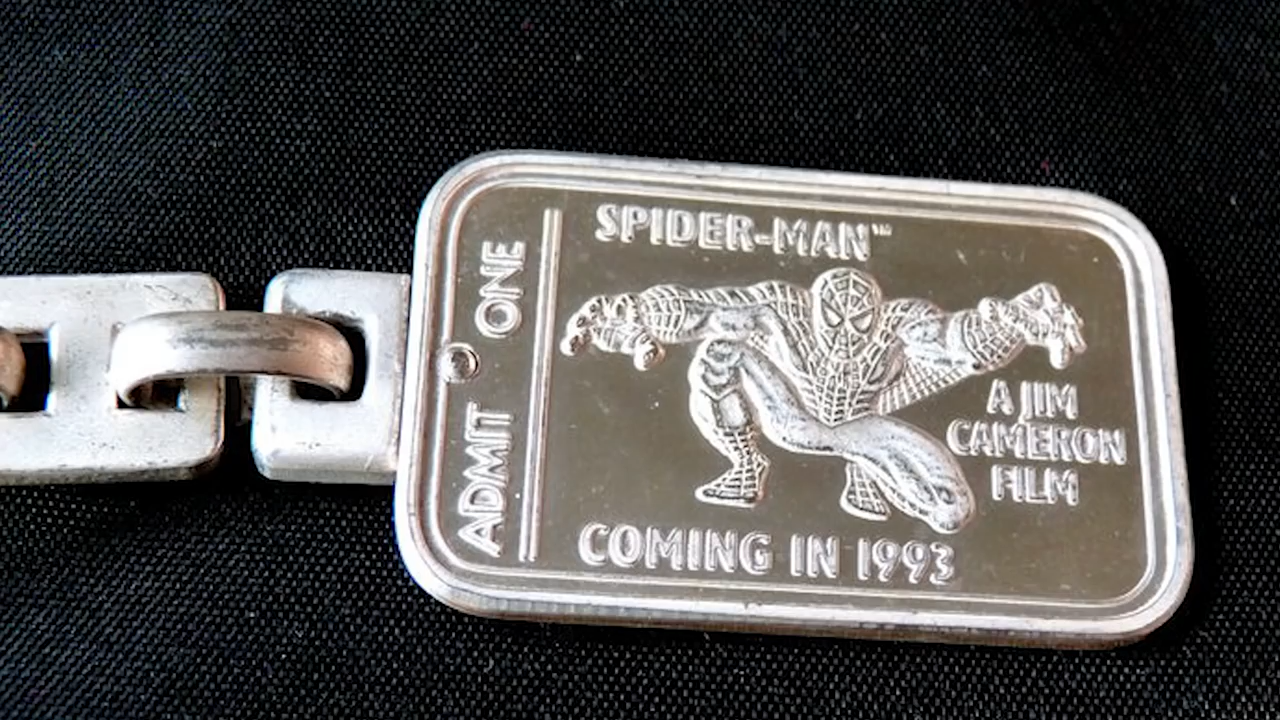 SPIDER-MAN™
ADMIT ONE
A JIM
CAMERON
FILM
COMING IN 1993